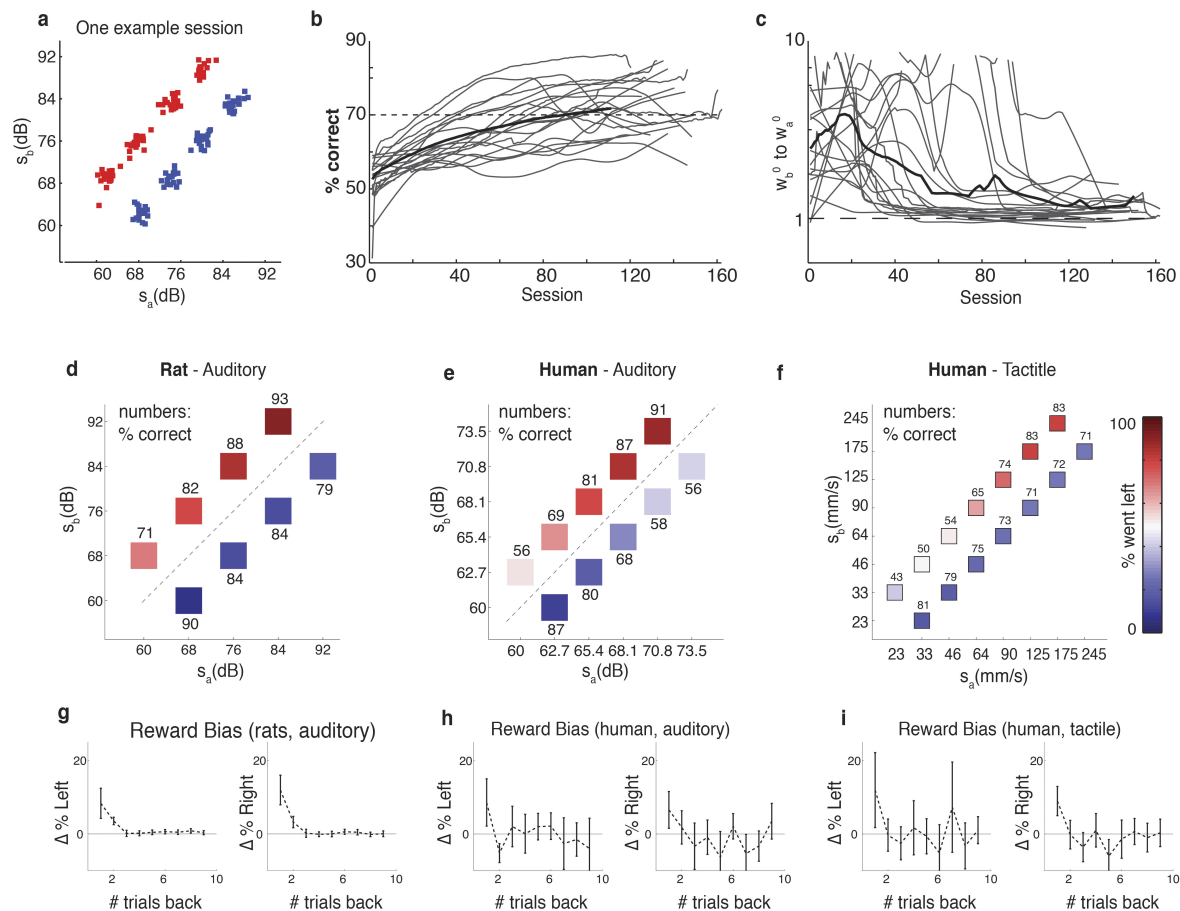 a
One example session
92
84
76
68
60
s_b(dB)
60 68 76 84 92
s_a(dB)
b
90
70
50
30
% correct
0 40 80 120 160
Session
c
10
1
w_b^0 to w_a^0
0 40 80 120 160
Session
d
Rat - Auditory
numbers:
% correct
92
84
76
68
60
s_b(dB)
93
88
82
71
79
84
84
90
60 68 76 84 92
s_a(dB)
e
Human - Auditory
numbers:
% correct
73.5
70.8
68.1
65.4
62.7
60
s_b(dB)
91
87
81
69
56
56
58
68
80
87
60 62.7 65.4 68.1 70.8 73.5
s_a(dB)
f
Human - Tactitle
numbers:
% correct
245
175
125
90
64
46
33
23
s_b(mm/s)
83
83
74
65
54
50
43
71
72
71
73
75
79
81
23 33 46 64 90 125 175 245
s_a(mm/s)
100
% went left
0
g
Reward Bias (rats, auditory)
20
0
Δ % Left
2 6 10
# trials back
20
0
Δ % Right
2 6 10
# trials back
h
Reward Bias (human, auditory)
20
0
Δ % Left
2 6 10
# trials back
20
0
Δ % Right
2 6 10
# trials back
i
Reward Bias (human, tactile)
20
0
Δ % Left
2 6 10
# trials back
20
0
Δ % Right
2 6 10
# trials back